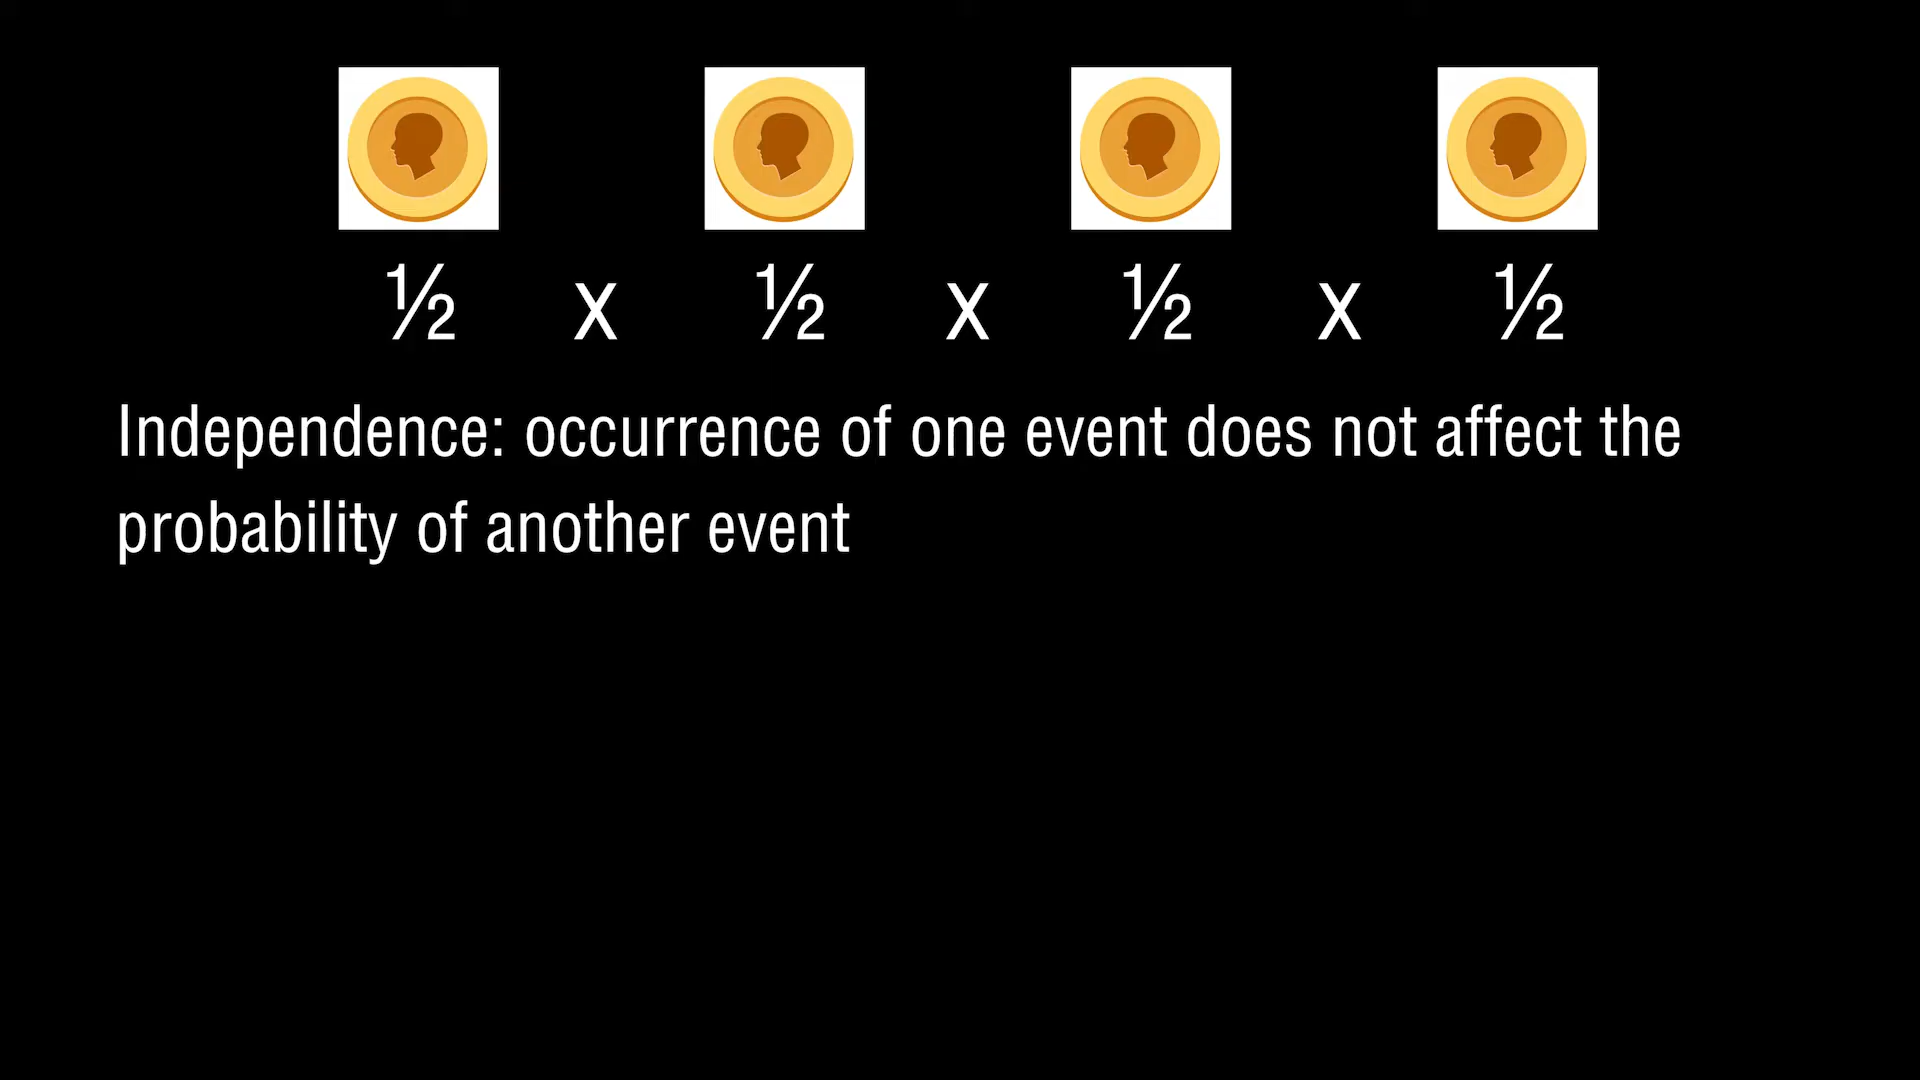 ½ x ½ x ½ x ½
Independence: occurrence of one event does not affect the
probability of another event